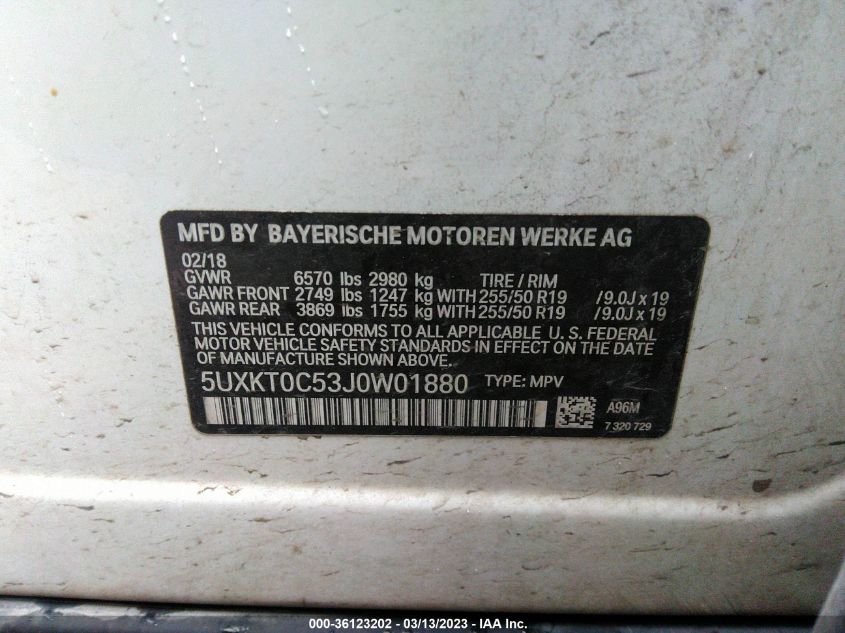 MFD BY BAYERISCHE MOTOREN WERKE AG
02/18
GVWR 6570 lbs 2980 kg TIRE / RIM
GAWR FRONT 2749 lbs 1247 kg WITH 255/50 R19 /9.0J x 19
GAWR REAR 3869 lbs 1755 kg WITH 255/50 R19 /9.0J x 19
THIS VEHICLE CONFORMS TO ALL APPLICABLE U. S. FEDERAL
MOTOR VEHICLE SAFETY STANDARDS IN EFFECT ON THE DATE
OF MANUFACTURE SHOWN ABOVE.
5UXKT0C53J0W01880 TYPE: MPV
A96M
7 320 729
000-36123202 - 03/13/2023 - IAA Inc.